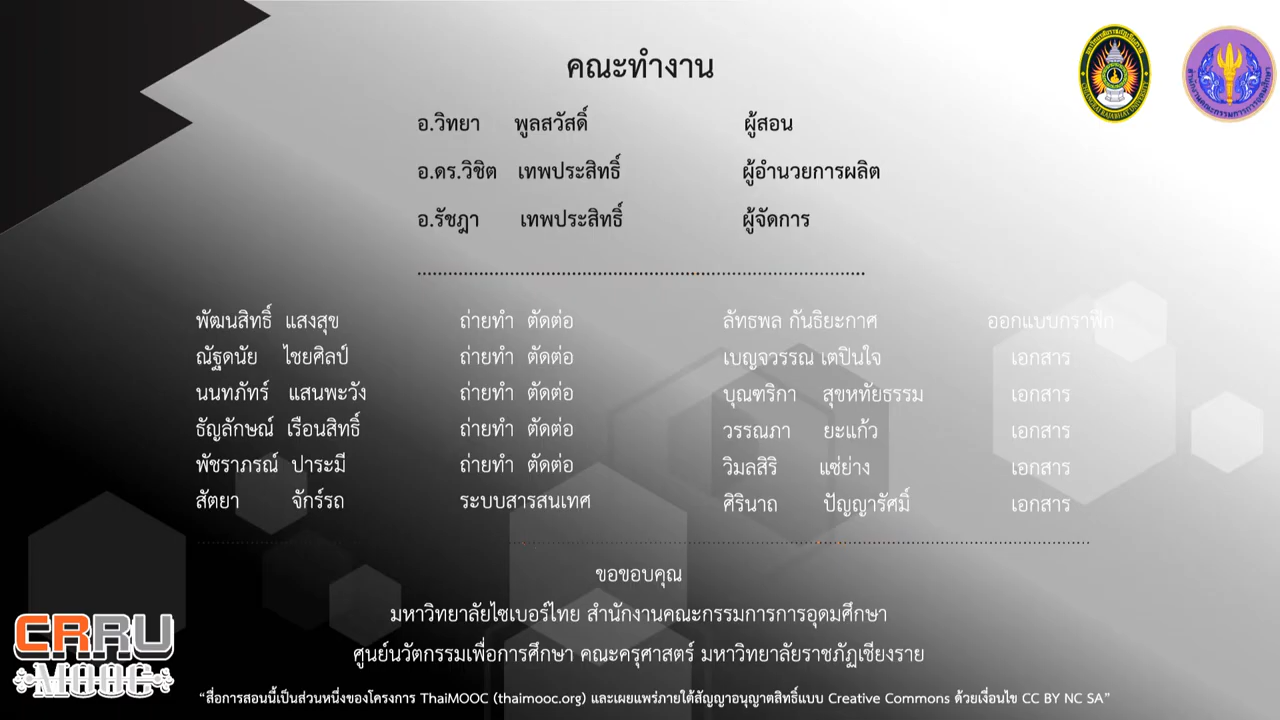 คณะทำงาน
อ.วิทยา พูลสวัสดิ์ ผู้สอน
อ.ดร.วิชิต เทพประสิทธิ์ ผู้อำนวยการผลิต
อ.รัชฎา เทพประสิทธิ์ ผู้จัดการ
พัฒนสิทธิ์ แสงสุข ถ่ายทำ ตัดต่อ ลัทธพล กันธิยะกาศ ออกแบบกราฟิก
ณัฐดนัย ไชยศิลป์ ถ่ายทำ ตัดต่อ เบญจวรรณ เตปินใจ เอกสาร
นนทภัทร์ แสนพะวัง ถ่ายทำ ตัดต่อ บุณฑริกา สุขหทัยธรรม เอกสาร
ธัญลักษณ์ เรือนสิทธิ์ ถ่ายทำ ตัดต่อ วรรณภา ยะแก้ว เอกสาร
พัชราภรณ์ ปาระมี ถ่ายทำ ตัดต่อ วิมลสิริ แซ่ย่าง เอกสาร
สัตยา จักร์รถ ระบบสารสนเทศ ศิรินาถ ปัญญารัศมิ์ เอกสาร
ขอขอบคุณ
มหาวิทยาลัยไซเบอร์ไทย สำนักงานคณะกรรมการการอุดมศึกษา
ศูนย์นวัตกรรมเพื่อการศึกษา คณะครุศาสตร์ มหาวิทยาลัยราชภัฏเชียงราย
CRRU
MOOC
“สื่อการสอนนี้เป็นส่วนหนึ่งของโครงการ ThaiMOOC (thaimooc.org) และเผยแพร่ภายใต้สัญญาอนุญาตสิทธิ์แบบ Creative Commons ด้วยเงื่อนไข CC BY NC SA”